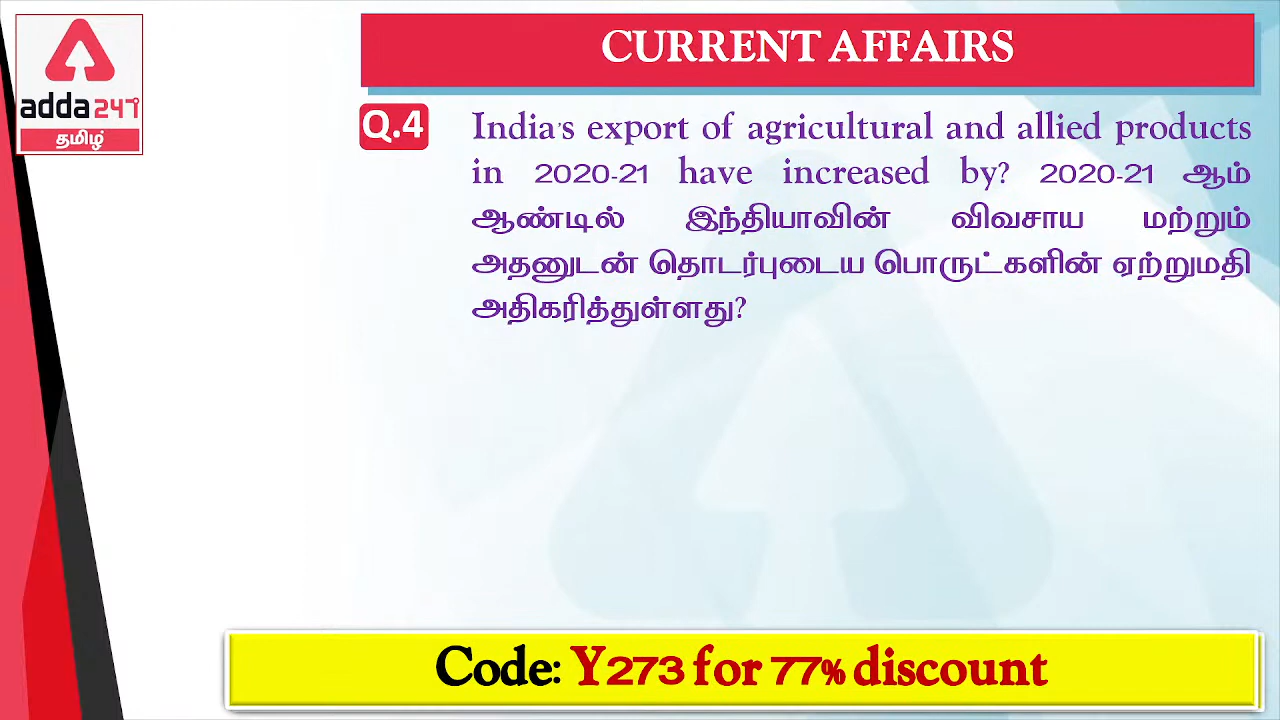 adda247
தமிழ்
CURRENT AFFAIRS
Q.4
India's export of agricultural and allied products
in 2020-21 have increased by? 2020-21 ஆம்
ஆண்டில் இந்தியாவின் விவசாய மற்றும்
அதனுடன் தொடர்புடைய பொருட்களின் ஏற்றுமதி
அதிகரித்துள்ளது?
Code: Y273 for 77% discount